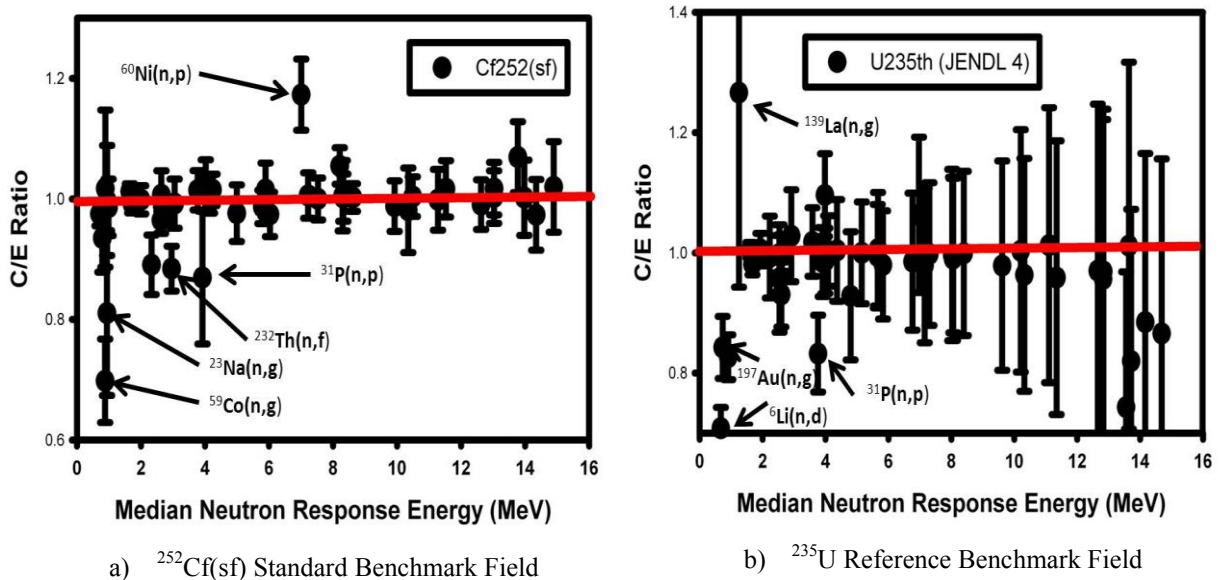 C/E Ratio
1.2
1.0
0.8
0.6
⁶⁰Ni(n,p)
Cf252(sf)
³¹P(n,p)
²³²Th(n,f)
²³Na(n,g)
⁵⁹Co(n,g)
0 2 4 6 8 10 12 14 16
Median Neutron Response Energy (MeV)
a) ²⁵²Cf(sf) Standard Benchmark Field
C/E Ratio
1.4
1.2
1.0
0.8
U235th (JENDL 4)
¹³⁹La(n,g)
¹⁹⁷Au(n,g)
³¹P(n,p)
⁶Li(n,d)
0 2 4 6 8 10 12 14 16
Median Neutron Response Energy (MeV)
b) ²³⁵U Reference Benchmark Field